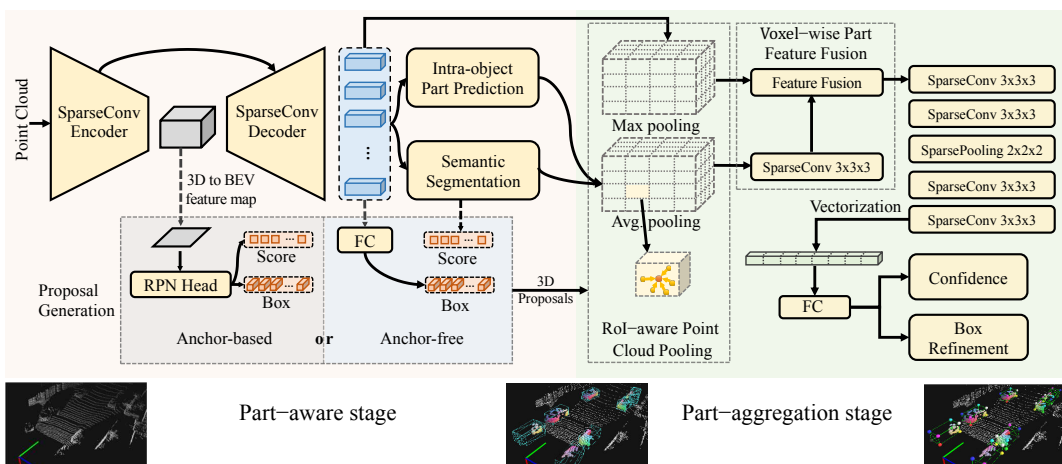 Point Cloud
SparseConv
Encoder
SparseConv
Decoder
3D to BEV
feature map
Intra-object
Part Prediction
Semantic
Segmentation
Proposal
Generation
RPN Head
Score
Box
Anchor-based
or
FC
Score
Box
Anchor-free
3D
Proposals
Max pooling
Avg. pooling
RoI-aware Point
Cloud Pooling
Voxel-wise Part
Feature Fusion
Feature Fusion
SparseConv 3x3x3
SparseConv 3x3x3
SparseConv 3x3x3
SparsePooling 2x2x2
SparseConv 3x3x3
SparseConv 3x3x3
Vectorization
FC
Confidence
Box
Refinement
Part-aware stage
Part-aggregation stage